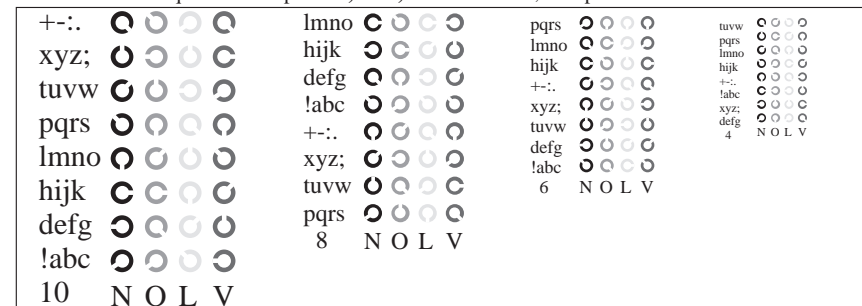 +-:.
xyz;
tuvw
pqrs
lmno
hijk
defg
!abc
10 N O L V
lmno
hijk
defg
!abc
+-:.
xyz;
tuvw
pqrs
8 N O L V
pqrs
lmno
hijk
+-:.
xyz;
tuvw
defg
!abc
6 N O L V
tuvw
pqrs
lmno
hijk
+-:.
!abc
xyz;
defg
4 N O L V